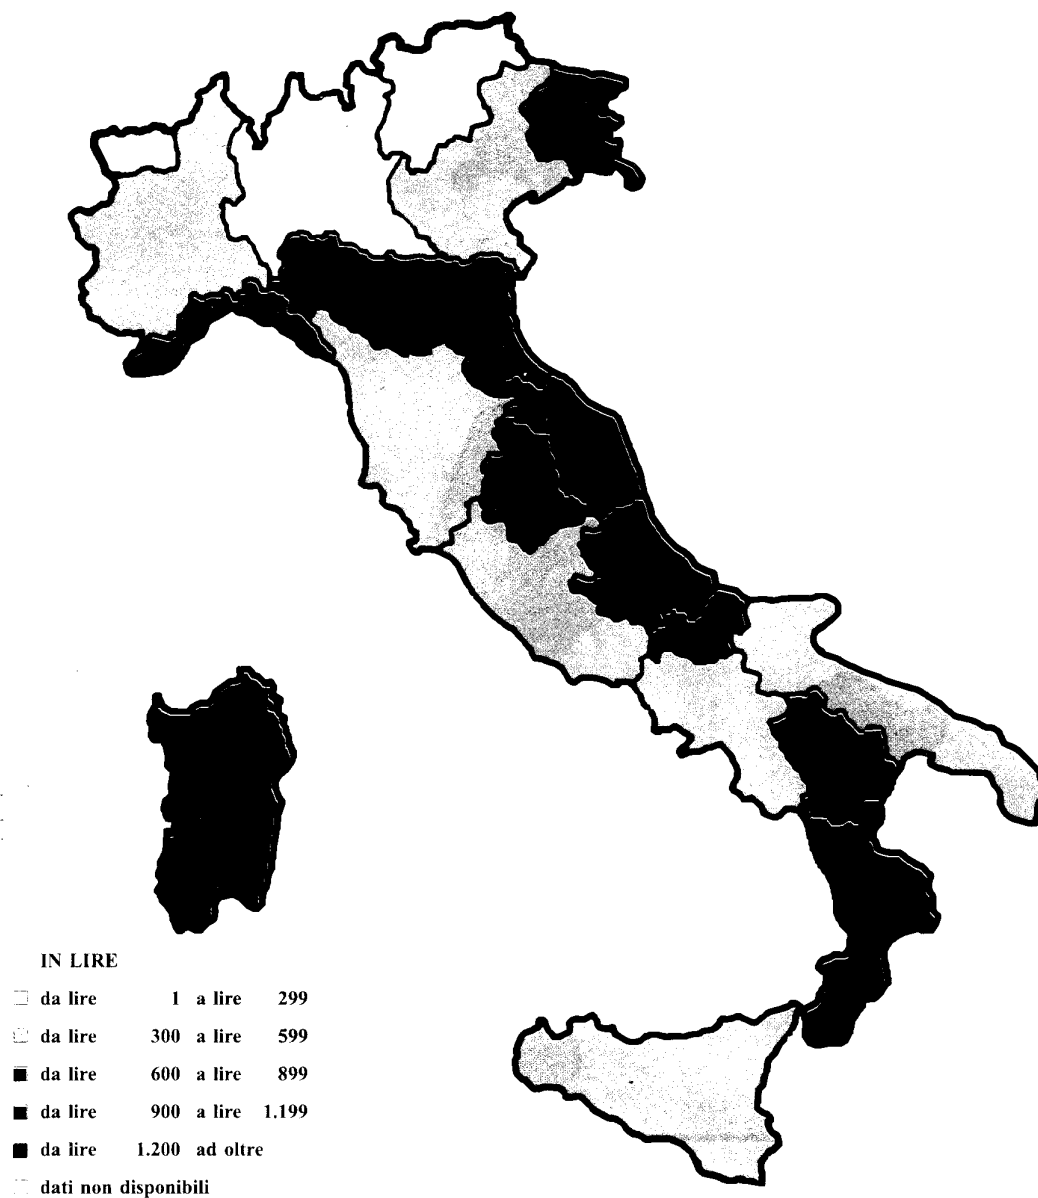 IN LIRE
da lire 1 a lire 299
da lire 300 a lire 599
da lire 600 a lire 899
da lire 900 a lire 1.199
da lire 1.200 ad oltre
dati non disponibili